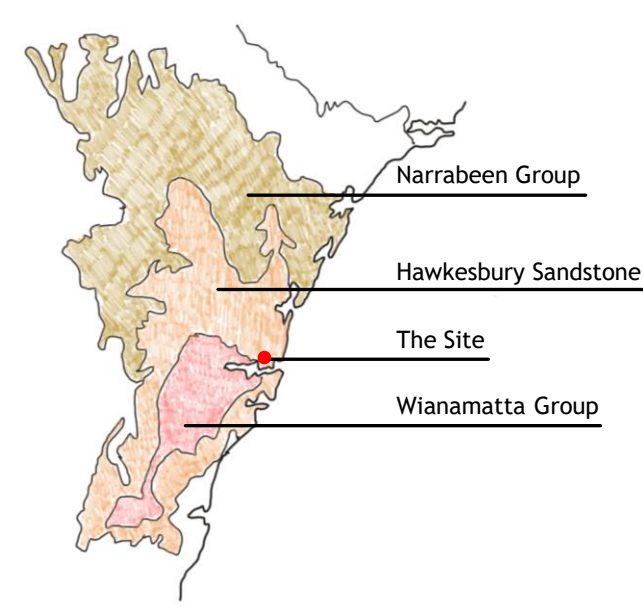 Narrabeen Group
Hawkesbury Sandstone
The Site
Wianamatta Group